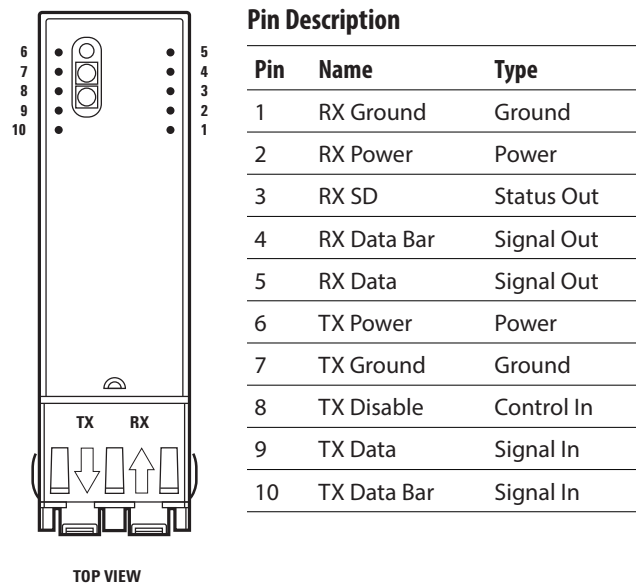 Pin Description
Pin Name Type
1 RX Ground Ground
2 RX Power Power
3 RX SD Status Out
4 RX Data Bar Signal Out
5 RX Data Signal Out
6 TX Power Power
7 TX Ground Ground
8 TX Disable Control In
9 TX Data Signal In
10 TX Data Bar Signal In
6 5
7 4
8 3
9 2
10 1
TX RX
TOP VIEW